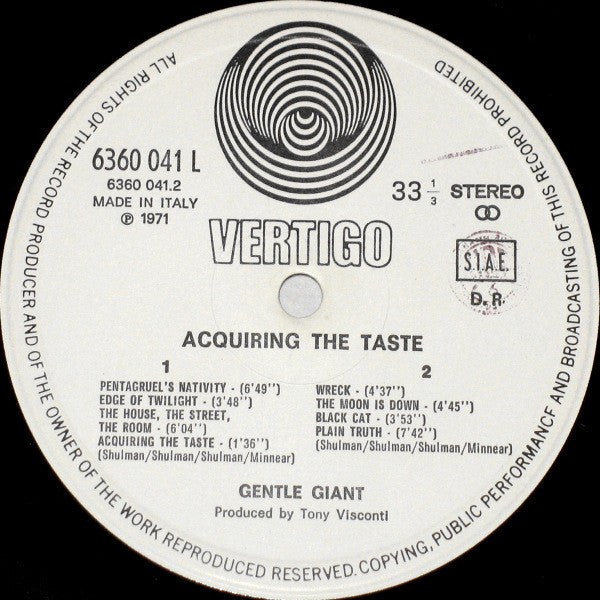 ALL RIGHTS OF THE RECORD PRODUCER AND OF THE OWNER OF THE WORK REPRODUCED RESERVED. COPYING, PUBLIC PERFORMANCE AND BROADCASTING OF THIS RECORD PROHIBITED
6360 041 L
6360 041.2
MADE IN ITALY
℗ 1971
33 1/3 STEREO
VERTIGO
S.I.A.E.
D. R.
ACQUIRING THE TASTE
1
PENTAGRUEL'S NATIVITY - (6'49'')
EDGE OF TWILIGHT - (3'48'')
THE HOUSE, THE STREET,
THE ROOM - (6'04'')
ACQUIRING THE TASTE - (1'36'')
(Shulman/Shulman/Shulman/Minnear)
2
WRECK - (4'37'')
THE MOON IS DOWN - (4'45'')
BLACK CAT - (3'53'')
PLAIN TRUTH - (7'42'')
(Shulman/Shulman/Shulman/Minnear)
GENTLE GIANT
Produced by Tony Visconti